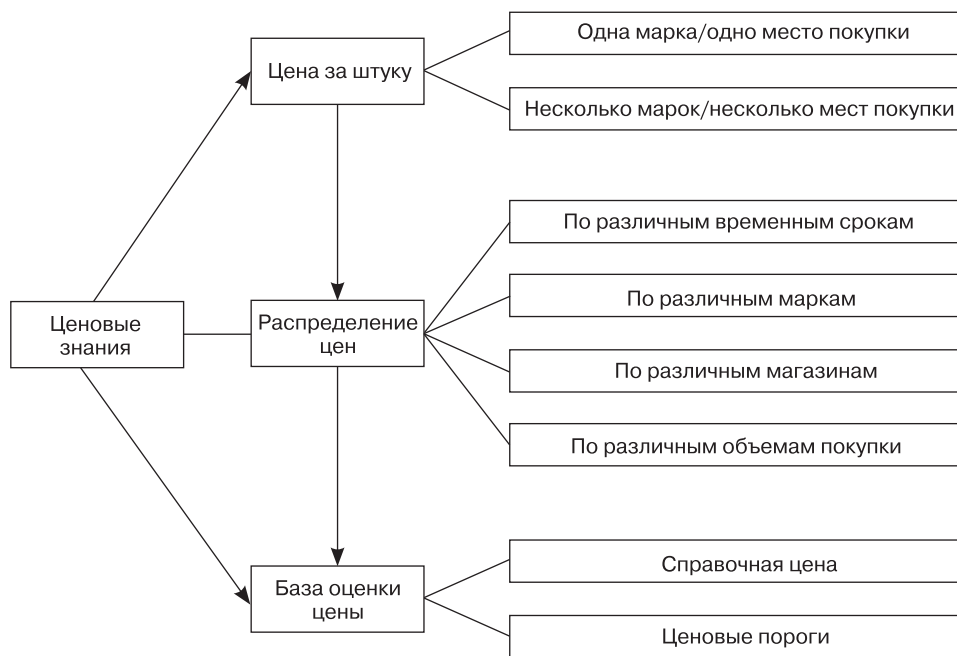 Одна марка/одно место покупки
Цена за штуку
Несколько марок/несколько мест покупки
По различным временным срокам
По различным маркам
Ценовые
знания
Распределение
цен
По различным магазинам
По различным объемам покупки
Справочная цена
База оценки
цены
Ценовые пороги